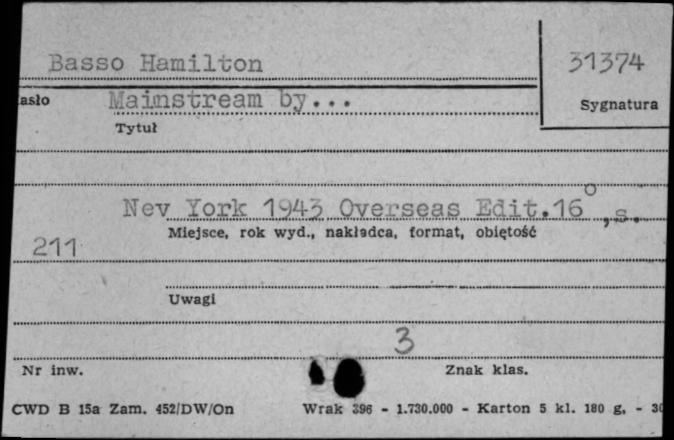 Basso Hamilton
31374
asło
Mainstream by...
Sygnatura
Tytuł
Nev York 1943 Overseas Edit.16°,s.
Miejsce, rok wyd., nakładca, format, objętość
211
Uwagi
3
Nr inw.
Znak klas.
CWD B 15a Zam. 452/DW/On
Wrak 396 - 1.730.000 - Karton 5 kl. 180 g, - 30